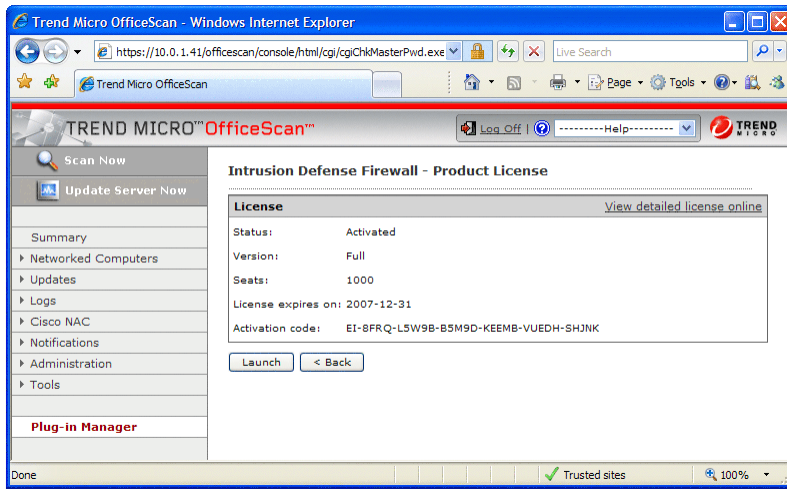 Trend Micro OfficeScan - Windows Internet Explorer
https://10.0.1.41/officescan/console/html/cgi/cgiChkMasterPwd.exe
Live Search
Trend Micro OfficeScan
Page
Tools
TREND MICRO™ OfficeScan™
Log Off | ---------Help---------
TREND MICRO
Scan Now
Update Server Now
Summary
Networked Computers
Updates
Logs
Cisco NAC
Notifications
Administration
Tools
Plug-in Manager
Intrusion Defense Firewall - Product License
License View detailed license online
Status: Activated
Version: Full
Seats: 1000
License expires on: 2007-12-31
Activation code: EI-8FRQ-L5W9B-B5M9D-KEEMB-VUEDH-SHJNK
Launch < Back
Done Trusted sites 100%